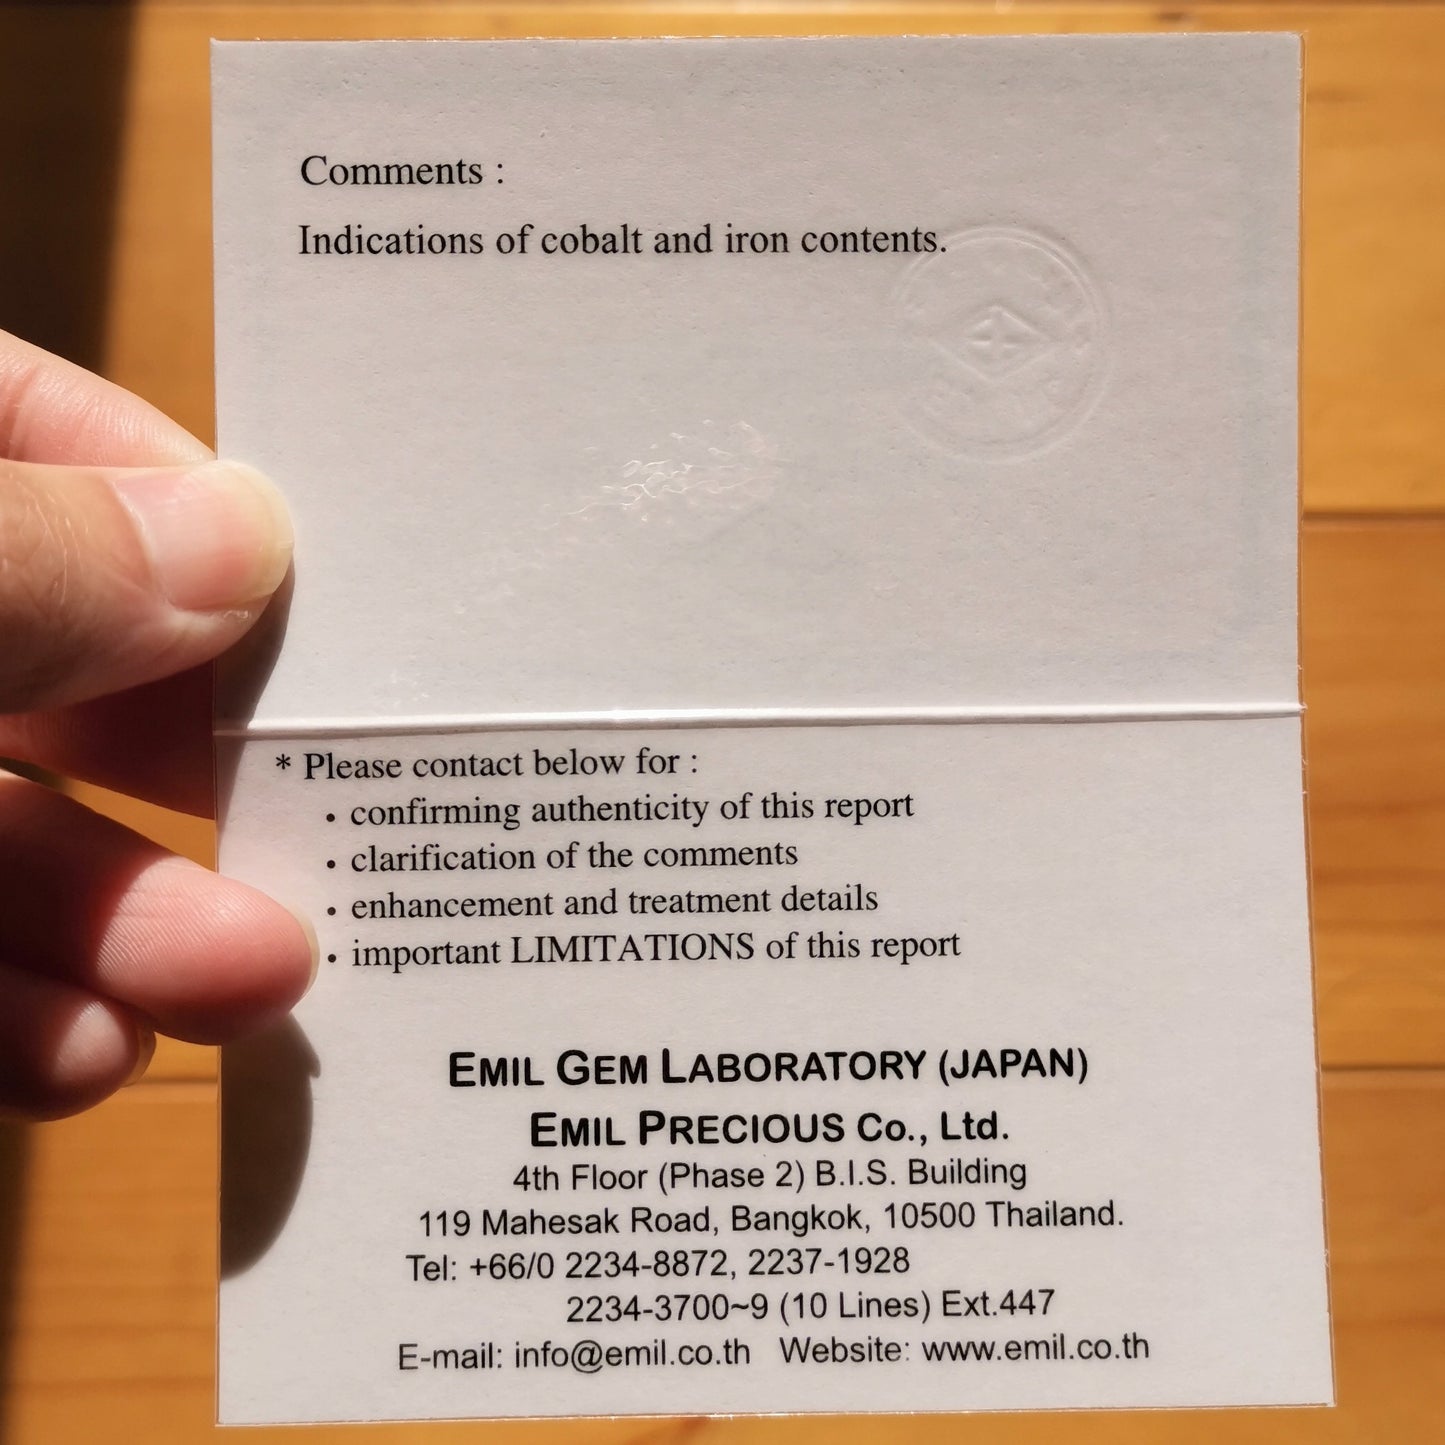 Comments :
Indications of cobalt and iron contents.
* Please contact below for :
• confirming authenticity of this report
• clarification of the comments
• enhancement and treatment details
• important LIMITATIONS of this report
EMIL GEM LABORATORY (JAPAN)
EMIL PRECIOUS Co., Ltd.
4th Floor (Phase 2) B.I.S. Building
119 Mahesak Road, Bangkok, 10500 Thailand.
Tel: +66/0 2234-8872, 2237-1928
2234-3700~9 (10 Lines) Ext.447
E-mail: info@emil.co.th Website: www.emil.co.th